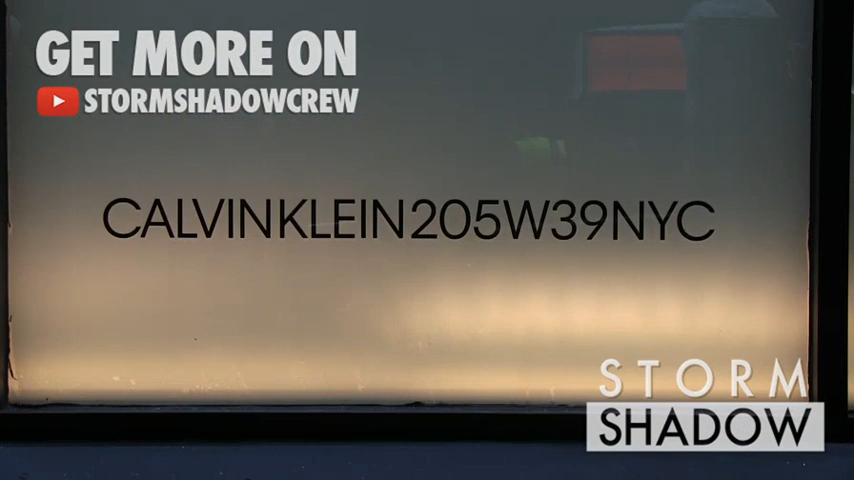 GET MORE ON
STORMSHADOWCREW
CALVINKLEIN205W39NYC
STORM
SHADOW